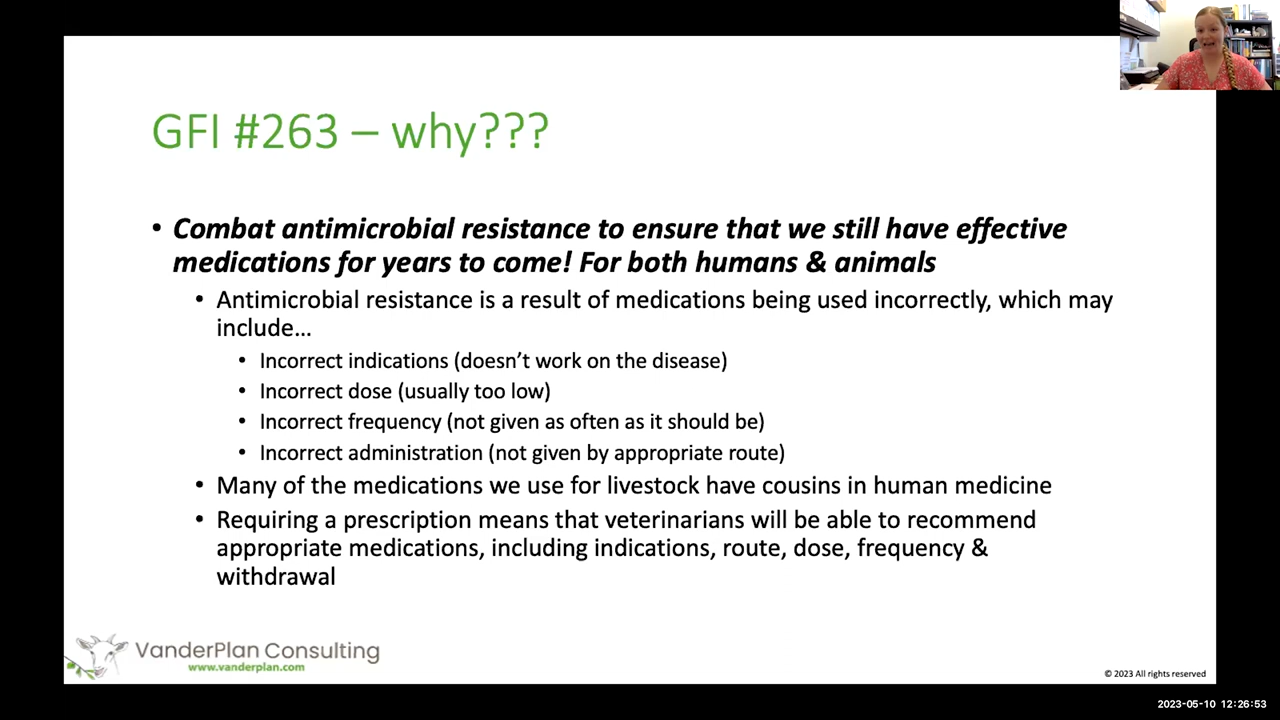 GFI #263 – why???
• Combat antimicrobial resistance to ensure that we still have effective
medications for years to come! For both humans & animals
• Antimicrobial resistance is a result of medications being used incorrectly, which may
include...
• Incorrect indications (doesn't work on the disease)
• Incorrect dose (usually too low)
• Incorrect frequency (not given as often as it should be)
• Incorrect administration (not given by appropriate route)
• Many of the medications we use for livestock have cousins in human medicine
• Requiring a prescription means that veterinarians will be able to recommend
appropriate medications, including indications, route, dose, frequency &
withdrawal
VanderPlan Consulting
www.vanderplan.com
© 2023 All rights reserved
2023-05-10 12:26:53